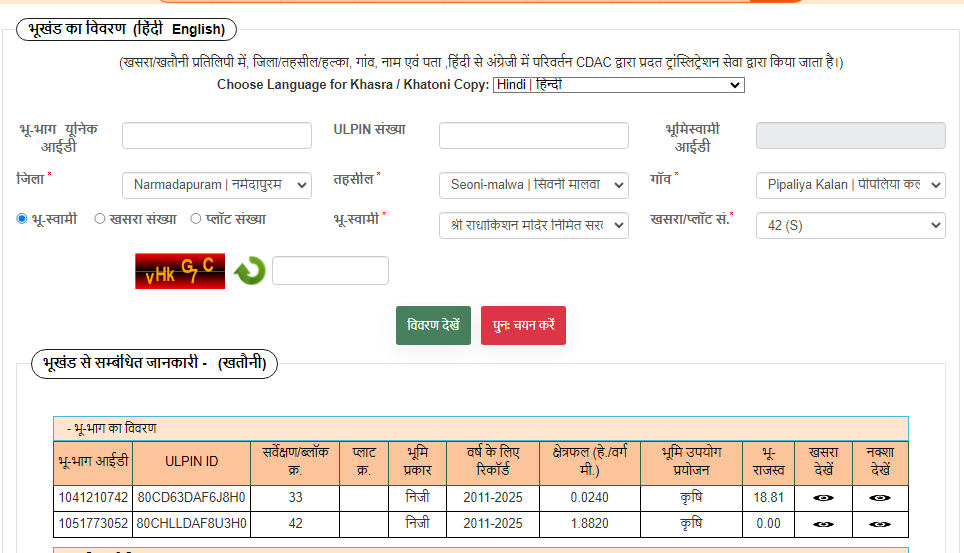 भूखंड का विवरण (हिंदी English)
(खसरा/खतौनी प्रतिलिपी में, जिला/तहसील/हल्का, गांव, नाम एवं पता ,हिंदी से अंग्रेजी में परिवर्तन CDAC द्वारा प्रदत ट्रांस्लिट्रेशन सेवा द्वारा किया जाता है।)
Choose Language for Khasra / Khatoni Copy: Hindi | हिन्दी
भू-भाग यूनिक आईडी
ULPIN संख्या
भूमिस्वामी आईडी
जिला * Narmadapuram | नर्मदापुरम
तहसील * Seoni-malwa | सिवनी मालवा
गाँव * Pipaliya Kalan | पीपलिया कल
भू-स्वामी खसरा संख्या प्लॉट संख्या
भू-स्वामी * श्री राधाकिशन मंदिर निमित सर
खसरा/प्लॉट सं.* 42 (S)
vHk G7 C
विवरण देखें पुनः चयन करें
भूखंड से सम्बंधित जानकारी - (खतौनी)
- भू-भाग का विवरण
भू-भाग आईडी ULPIN ID सर्वेक्षण/ब्लॉक क्र. प्लाट क्र. भूमि प्रकार वर्ष के लिए रिकॉर्ड क्षेत्रफल (हे./वर्ग मी.) भूमि उपयोग प्रयोजन भू-राजस्व खसरा देखें नक्शा देखें
1041210742 80CD63DAF6J8H0 33 निजी 2011-2025 0.0240 कृषि 18.81
1051773052 80CHLLDAF8U3H0 42 निजी 2011-2025 1.8820 कृषि 0.00